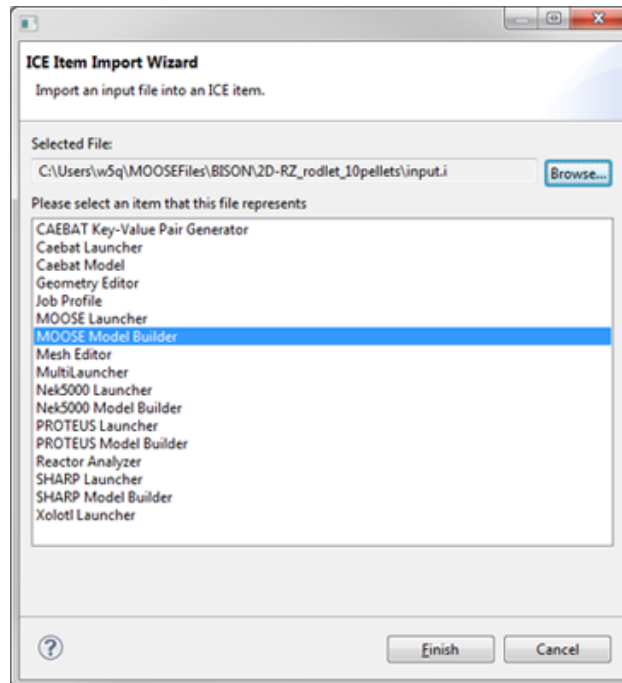 ICE Item Import Wizard
Import an input file into an ICE item.
Selected File:
C:\Users\w5q\MOOSEFiles\BISON\2D-RZ_rodlet_10pellets\input.i
Browse...
Please select an item that this file represents
CAEBAT Key-Value Pair Generator
Caebat Launcher
Caebat Model
Geometry Editor
Job Profile
MOOSE Launcher
MOOSE Model Builder
Mesh Editor
MultiLauncher
Nek5000 Launcher
Nek5000 Model Builder
PROTEUS Launcher
PROTEUS Model Builder
Reactor Analyzer
SHARP Launcher
SHARP Model Builder
Xolotl Launcher
?
Finish
Cancel